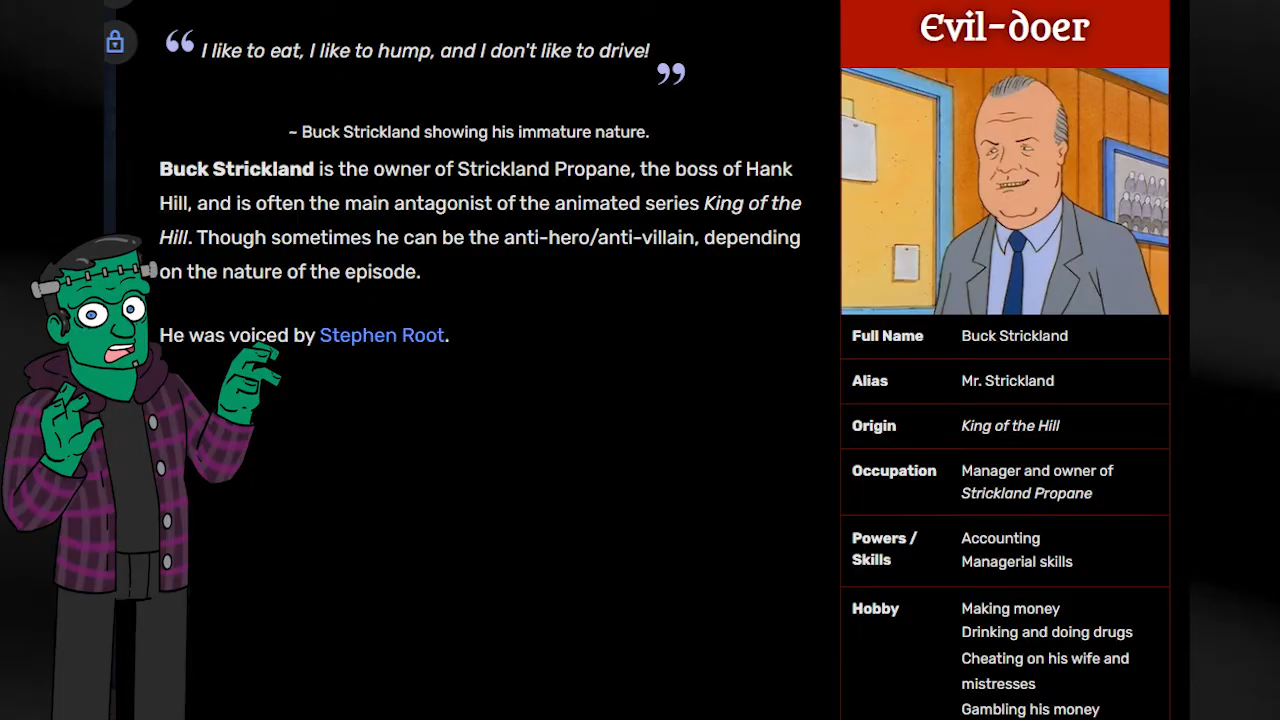 “ I like to eat, I like to hump, and I don't like to drive! ”
~ Buck Strickland showing his immature nature.
Buck Strickland is the owner of Strickland Propane, the boss of Hank
Hill, and is often the main antagonist of the animated series King of the
Hill. Though sometimes he can be the anti-hero/anti-villain, depending
on the nature of the episode.
He was voiced by Stephen Root.
Evil-doer
Full Name Buck Strickland
Alias Mr. Strickland
Origin King of the Hill
Occupation Manager and owner of
Strickland Propane
Powers / Accounting
Skills Managerial skills
Hobby Making money
Drinking and doing drugs
Cheating on his wife and
mistresses
Gambling his money